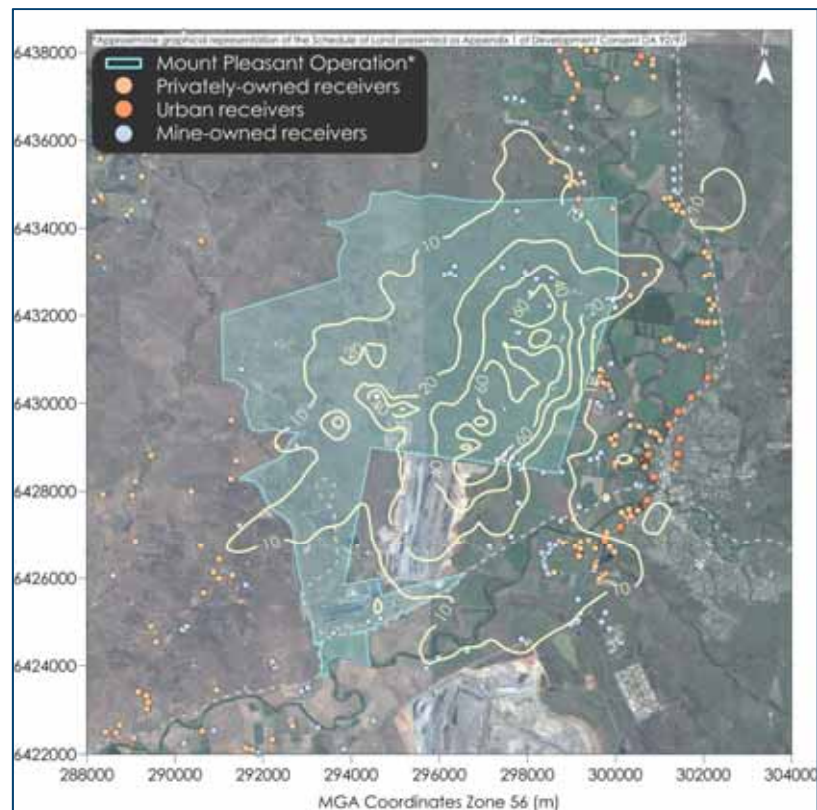 *Approximate graphical representation of the Schedule of Land presented as Appendix 1 of Development Consent DA 92/97
Mount Pleasant Operation*
Privately-owned receivers
Urban receivers
Mine-owned receivers
N
6438000
6436000
6434000
6432000
6430000
6428000
6426000
6424000
6422000
10
10
20
60
20
20
60
10
60
10
10
10
288000 290000 292000 294000 296000 298000 300000 302000 304000
MGA Coordinates Zone 56 (m)